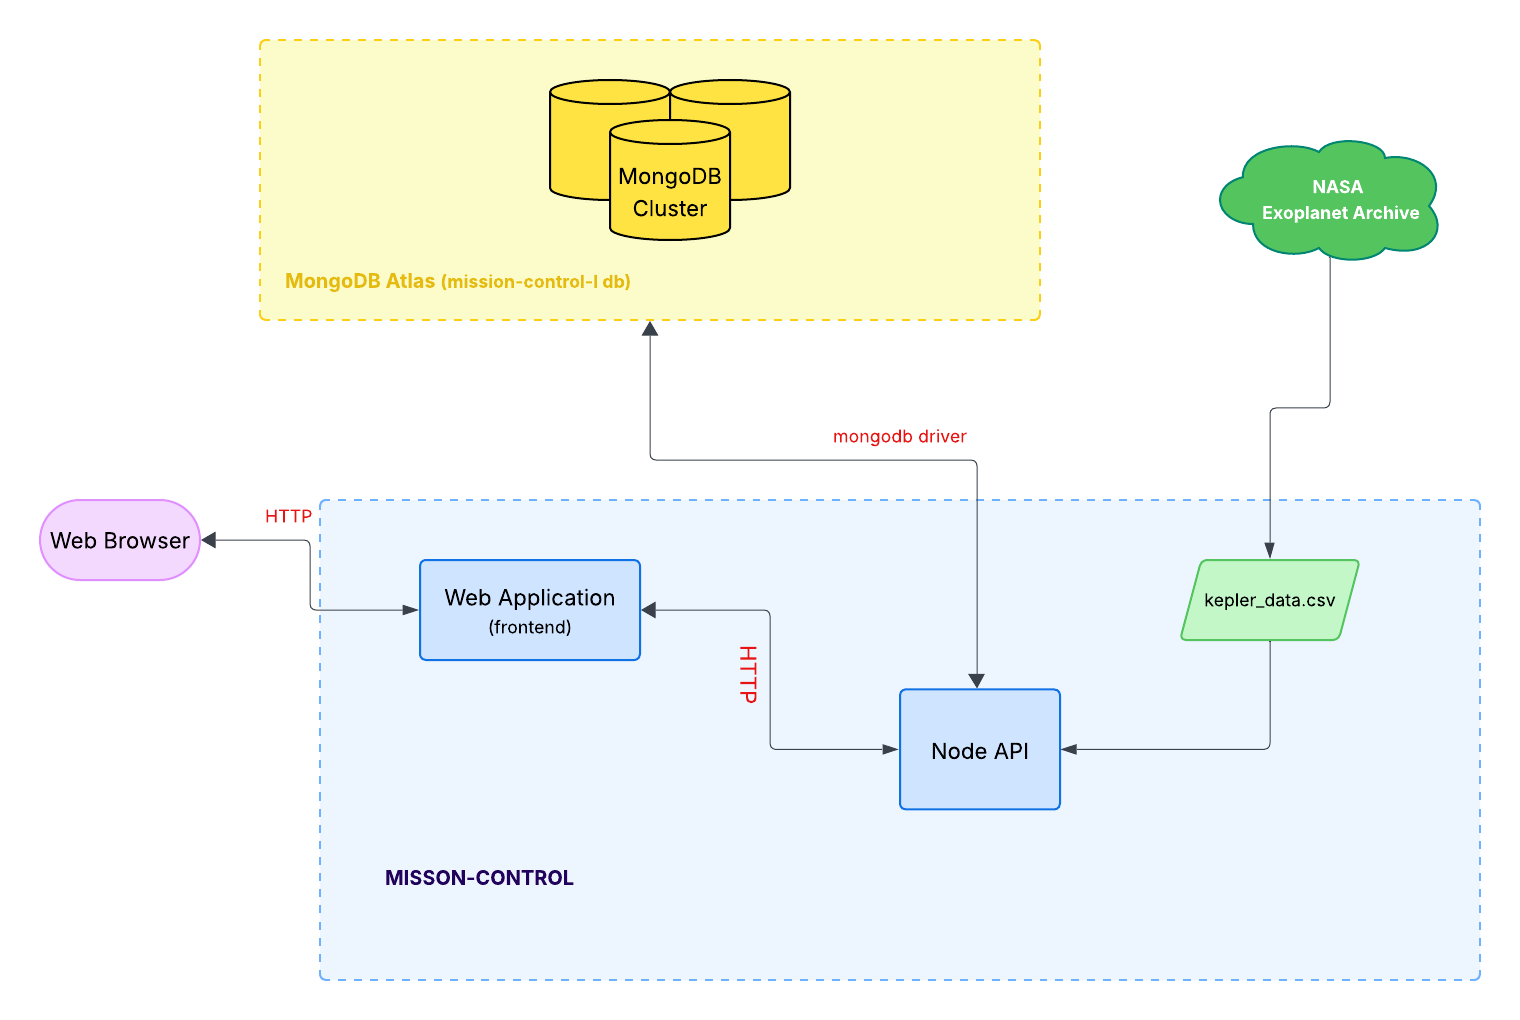 MongoDB
Cluster
MongoDB Atlas (mission-control-I db)
NASA
Exoplanet Archive
mongodb driver
HTTP
Web Browser
Web Application
(frontend)
kepler_data.csv
HTTP
Node API
MISSON-CONTROL